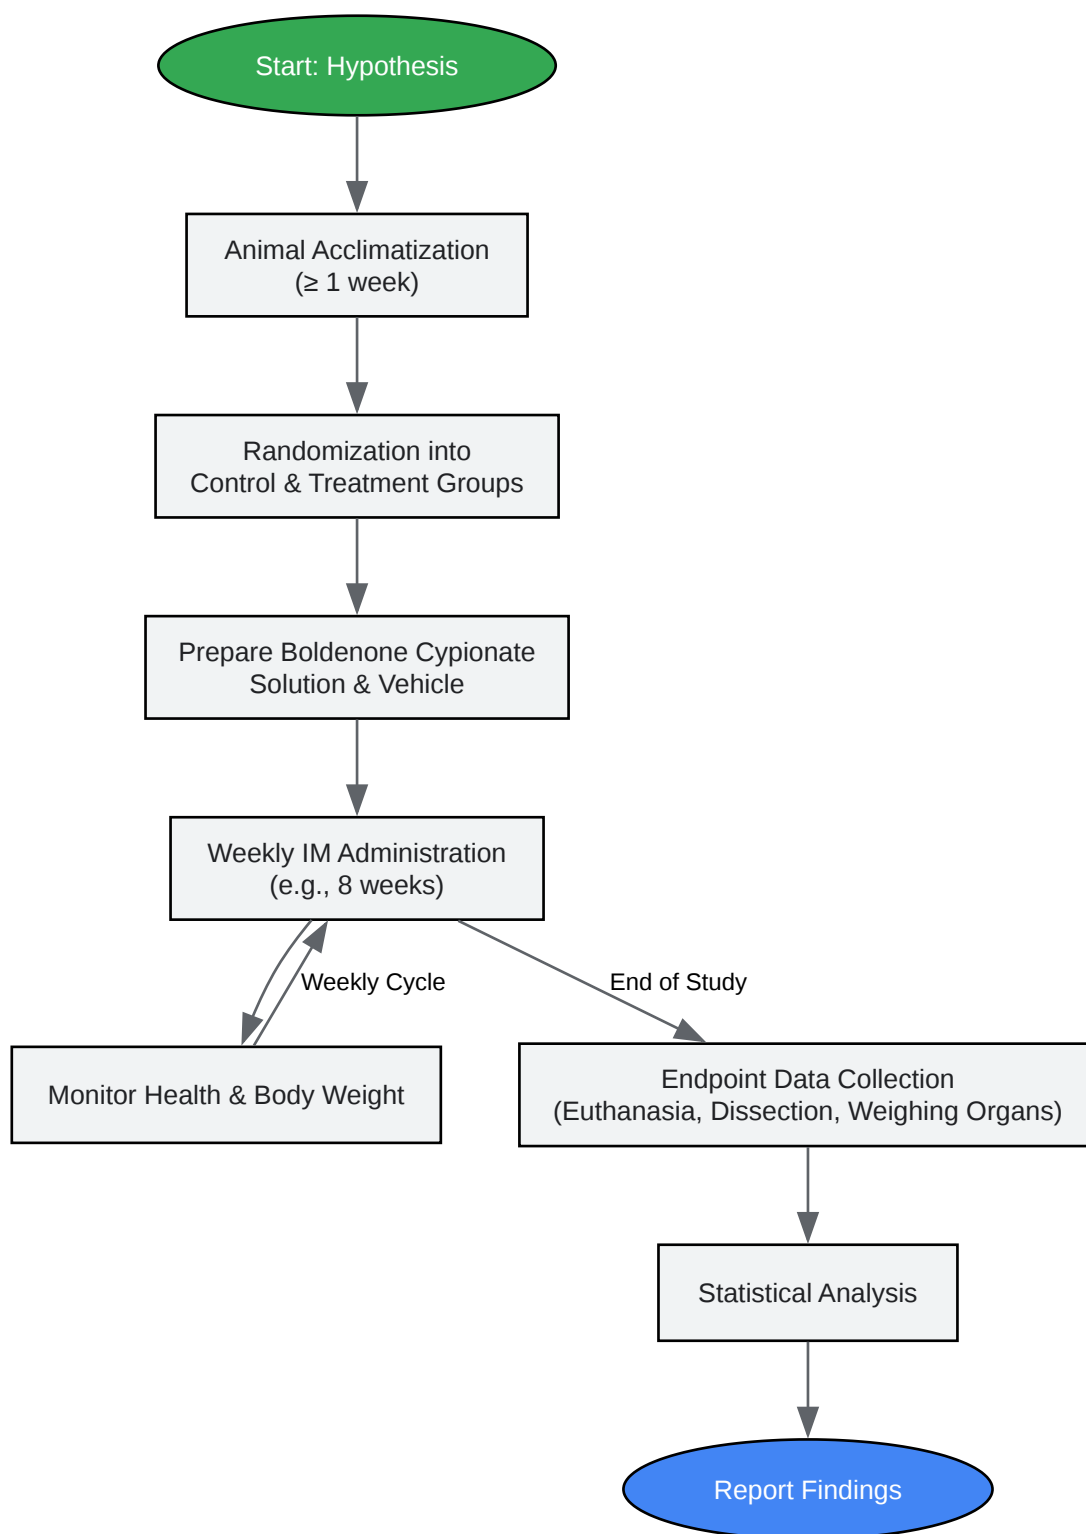 Start: Hypothesis
Animal Acclimatization
(≥ 1 week)
Randomization into
Control & Treatment Groups
Prepare Boldenone Cypionate
Solution & Vehicle
Weekly IM Administration
(e.g., 8 weeks)
Weekly Cycle
End of Study
Monitor Health & Body Weight
Endpoint Data Collection
(Euthanasia, Dissection, Weighing Organs)
Statistical Analysis
Report Findings